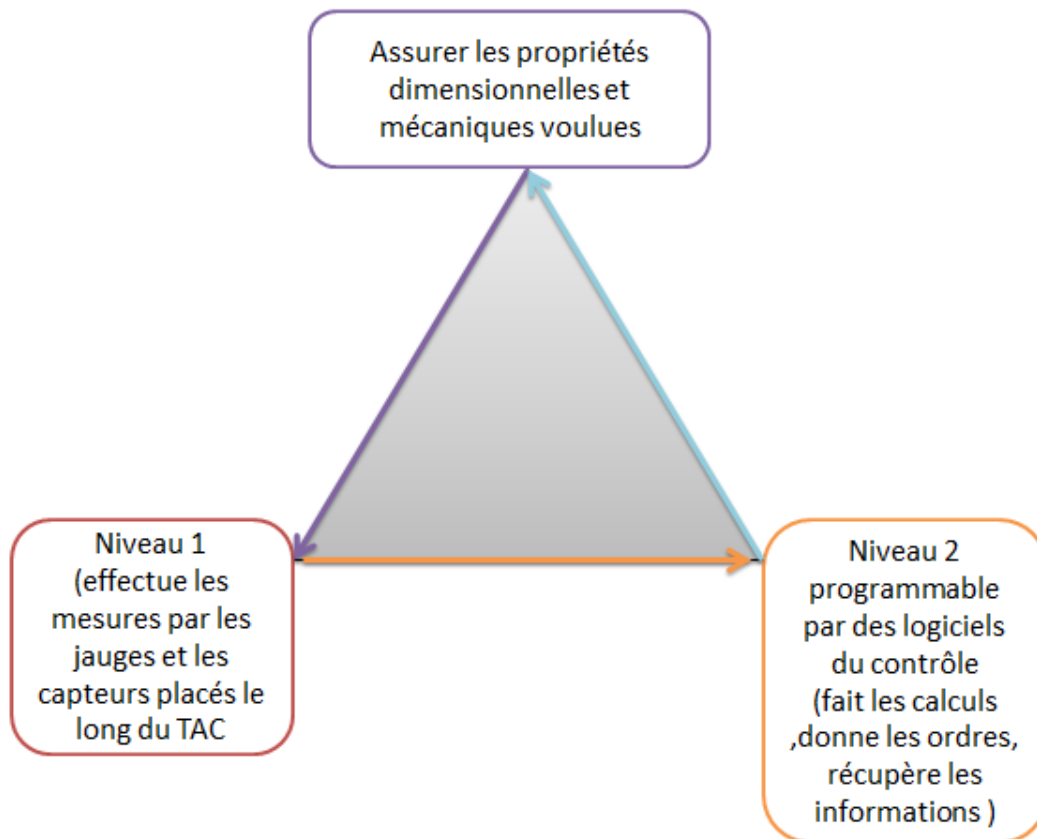 Assurer les propriétés
dimensionnelles et
mécaniques voulues
Niveau 1
(effectue les
mesures par les
jauges et les
capteurs placés le
long du TAC
Niveau 2
programmable
par des logiciels
du contrôle
(fait les calculs
,donne les ordres,
récupère les
informations )